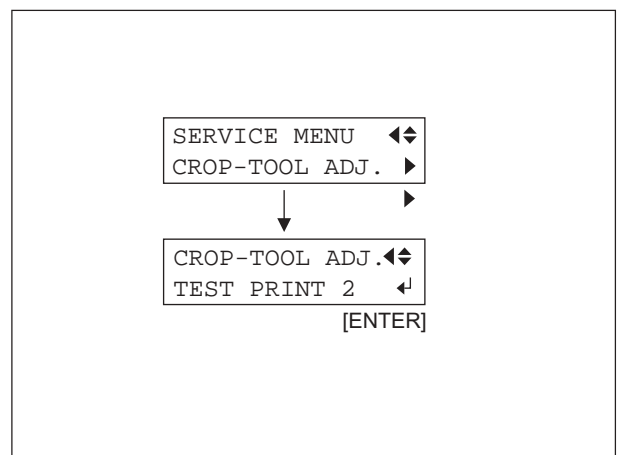 SERVICE MENU ◀◆
CROP-TOOL ADJ. ▶
▶
CROP-TOOL ADJ.◀◆
TEST PRINT 2 ↵
[ENTER]